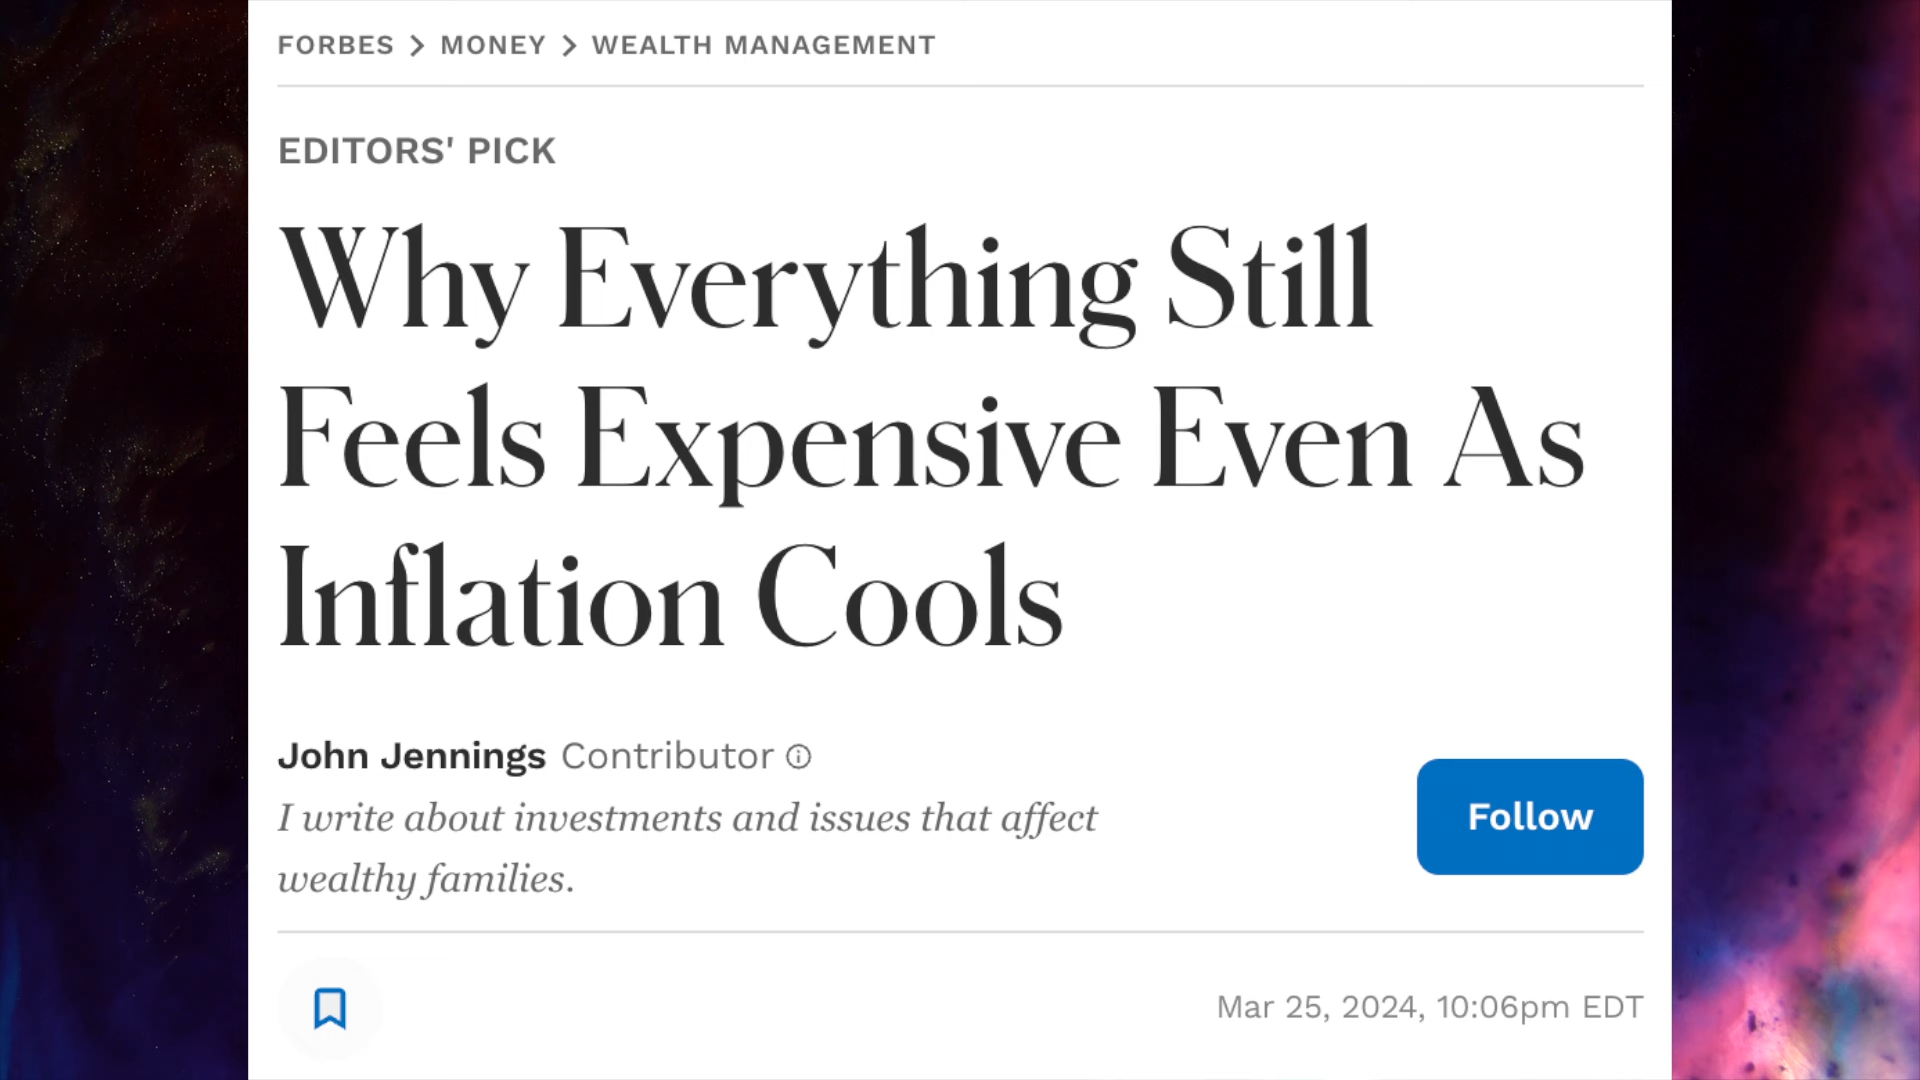 FORBES > MONEY > WEALTH MANAGEMENT
EDITORS' PICK
Why Everything Still
Feels Expensive Even As
Inflation Cools
John Jennings Contributor
I write about investments and issues that affect
wealthy families.
Follow
Mar 25, 2024, 10:06pm EDT